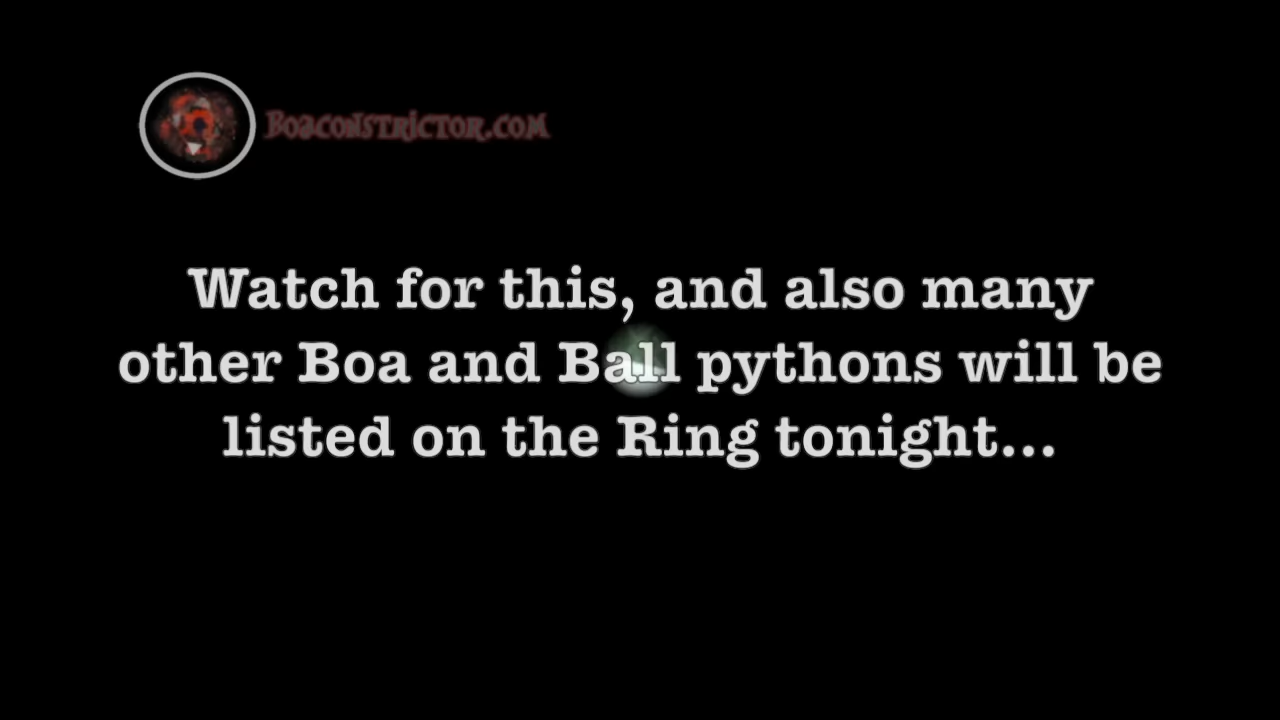 Boaconstrictor.com
Watch for this, and also many
other Boa and Ball pythons will be
listed on the Ring tonight...